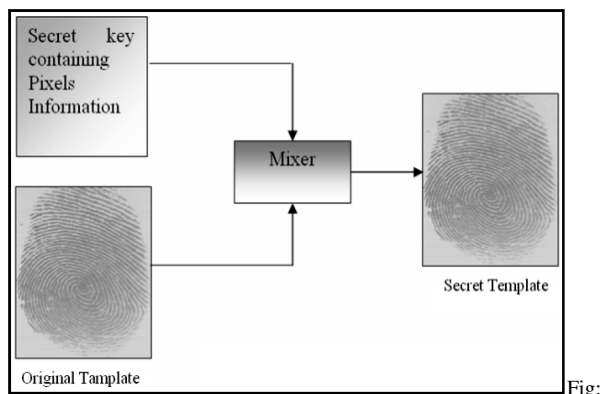 Secret key
containing
Pixels
Information
Mixer
Secret Template
Original Tamplate
Fig: